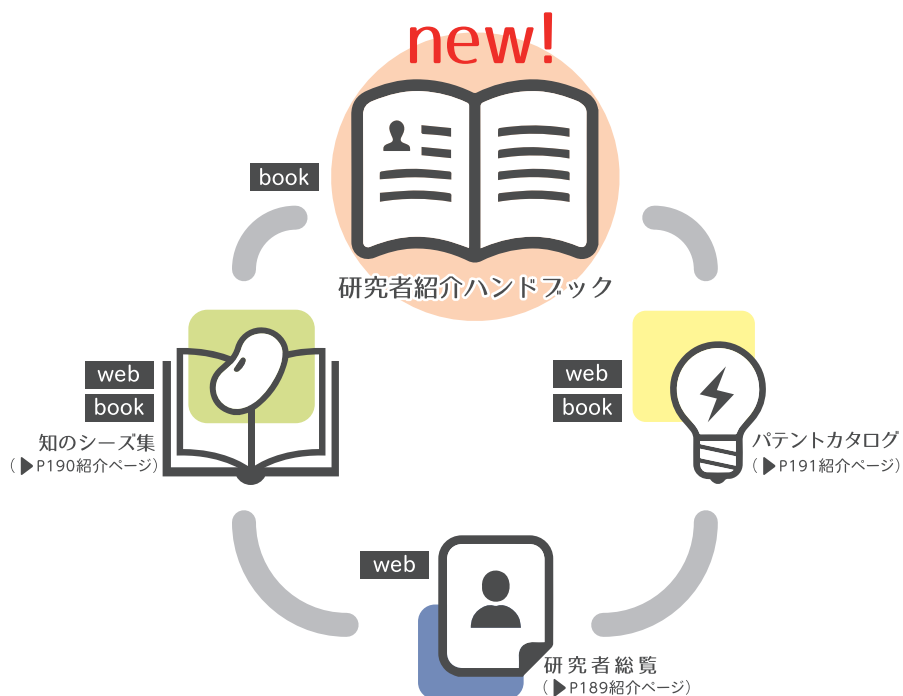 new!
book
研究者紹介ハンドブック
web
book
知のシーズ集
(▶P190紹介ページ)
web
book
パテントカタログ
(▶P191紹介ページ)
web
研究者総覧
(▶P189紹介ページ)